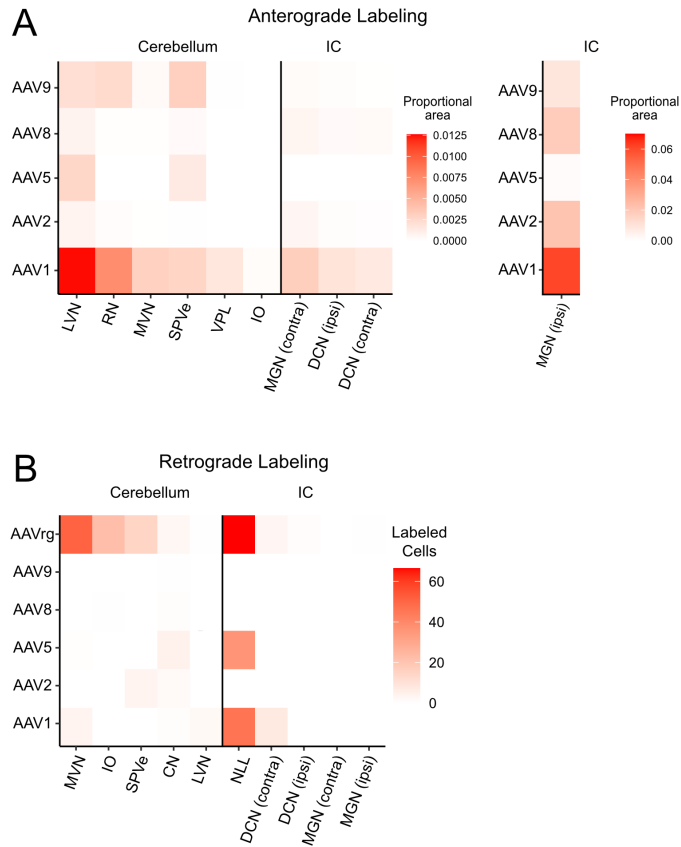 A
Anterograde Labeling
Cerebellum
IC
IC
AAV9
AAV8
AAV5
AAV2
AAV1
LVN
RN
MVN
SPVe
VPL
IO
MGN (contra)
DCN (ipsi)
DCN (contra)
Proportional
area
0.0125
0.0100
0.0075
0.0050
0.0025
0.0000
AAV9
AAV8
AAV5
AAV2
AAV1
MGN (ipsi)
Proportional
area
0.06
0.04
0.02
0.00
B
Retrograde Labeling
Cerebellum
IC
AAVrg
AAV9
AAV8
AAV5
AAV2
AAV1
MVN
IO
SPVe
CN
LVN
NLL
DCN (contra)
DCN (ipsi)
MGN (contra)
MGN (ipsi)
Labeled
Cells
60
40
20
0